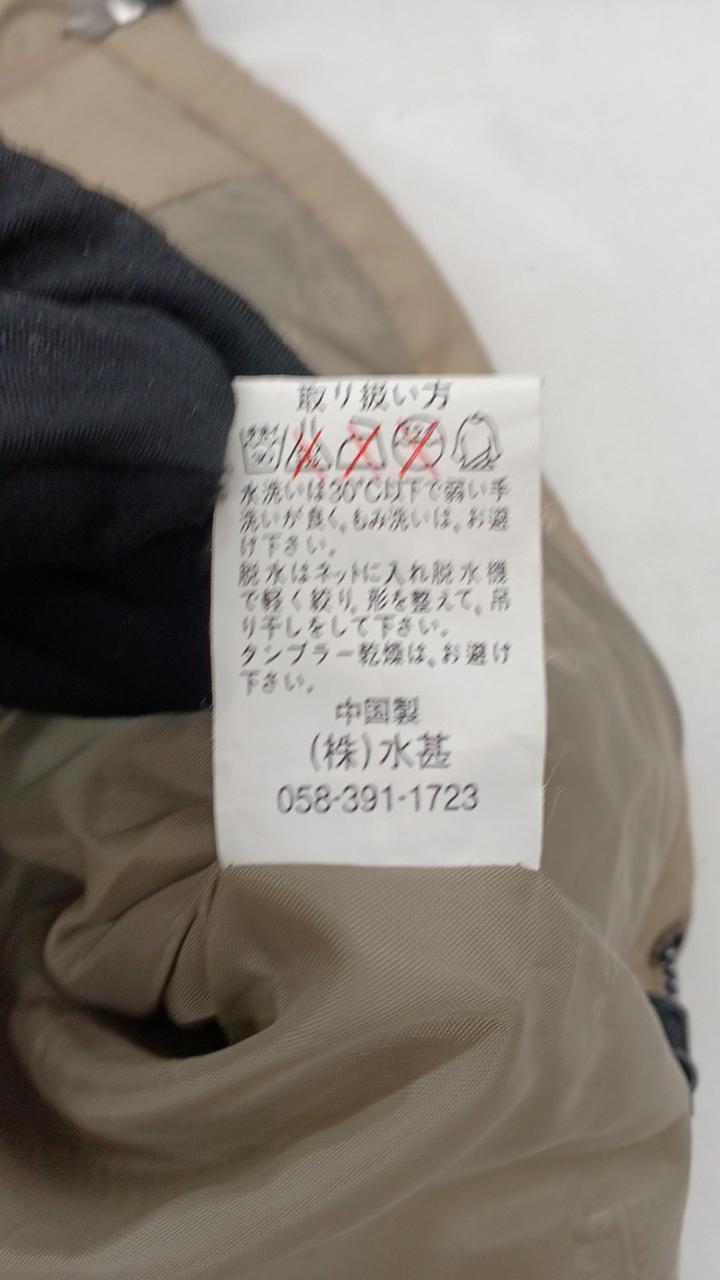 取り扱い方
水洗いは30℃以下で弱い手
洗いが良く。もみ洗いは。お避
け下さい。
脱水はネットに入れ脱水機
で軽く絞り。形を整えて。吊
り干しをして下さい。
タンブラー乾燥は。お避け
下さい。
中国製
(株)水甚
058-391-1723